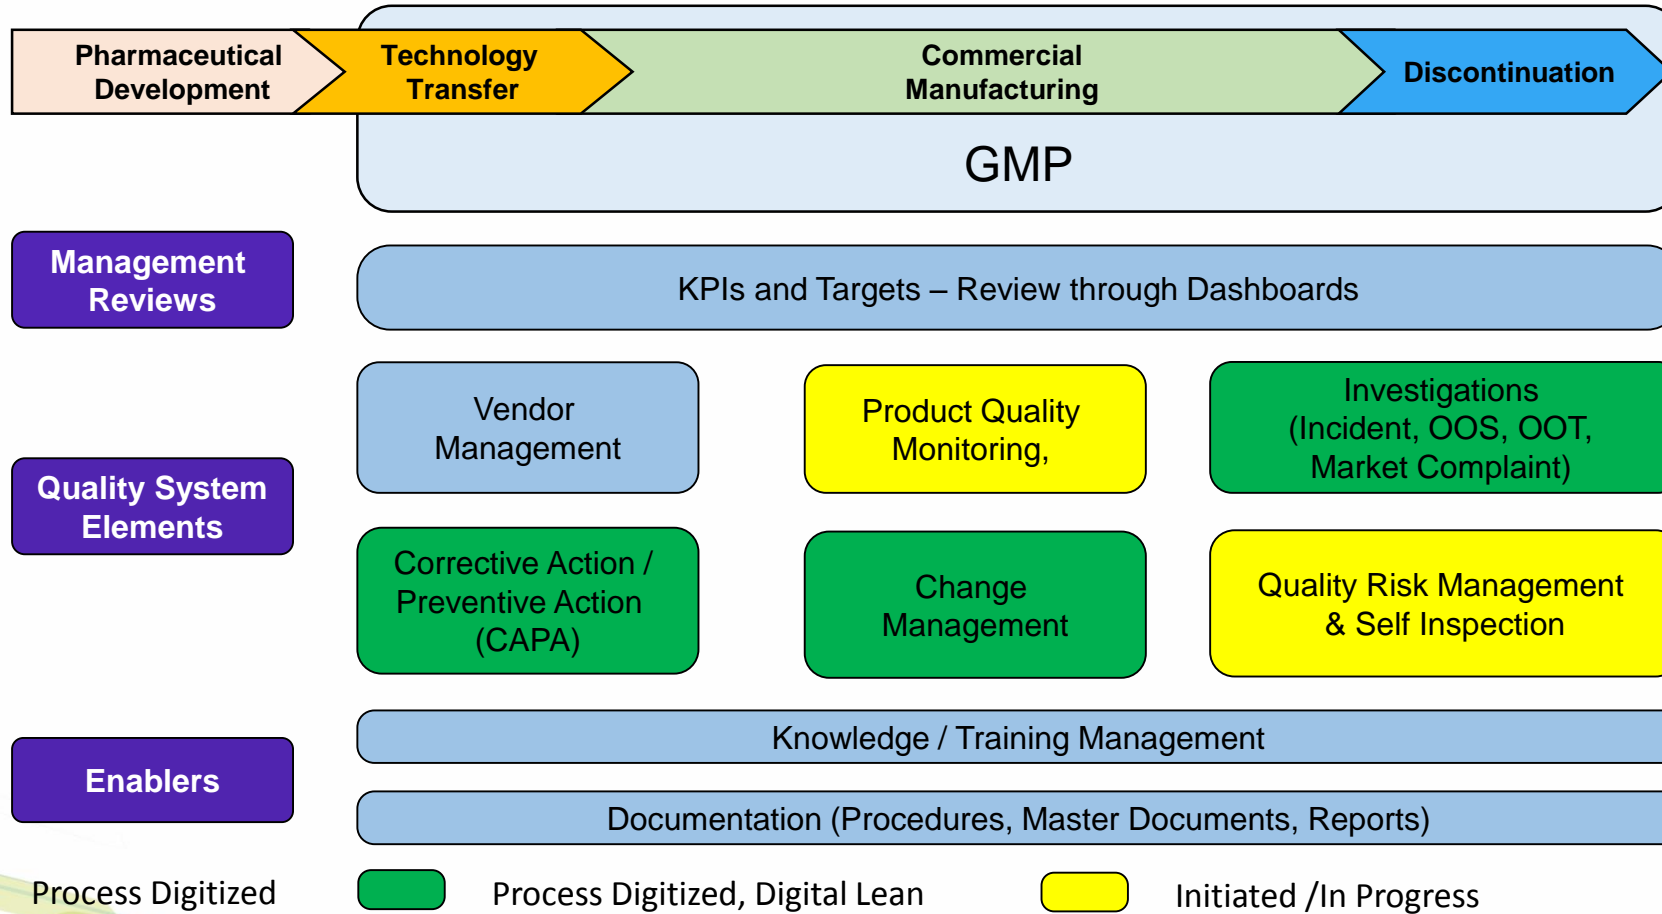 Pharmaceutical
Development
Technology
Transfer
Commercial
Manufacturing
Discontinuation
GMP
Management
Reviews
KPIs and Targets – Review through Dashboards
Quality System
Elements
Vendor
Management
Product Quality
Monitoring,
Investigations
(Incident, OOS, OOT,
Market Complaint)
Corrective Action /
Preventive Action
(CAPA)
Change
Management
Quality Risk Management
& Self Inspection
Enablers
Knowledge / Training Management
Documentation (Procedures, Master Documents, Reports)
Process Digitized
Process Digitized, Digital Lean
Initiated /In Progress